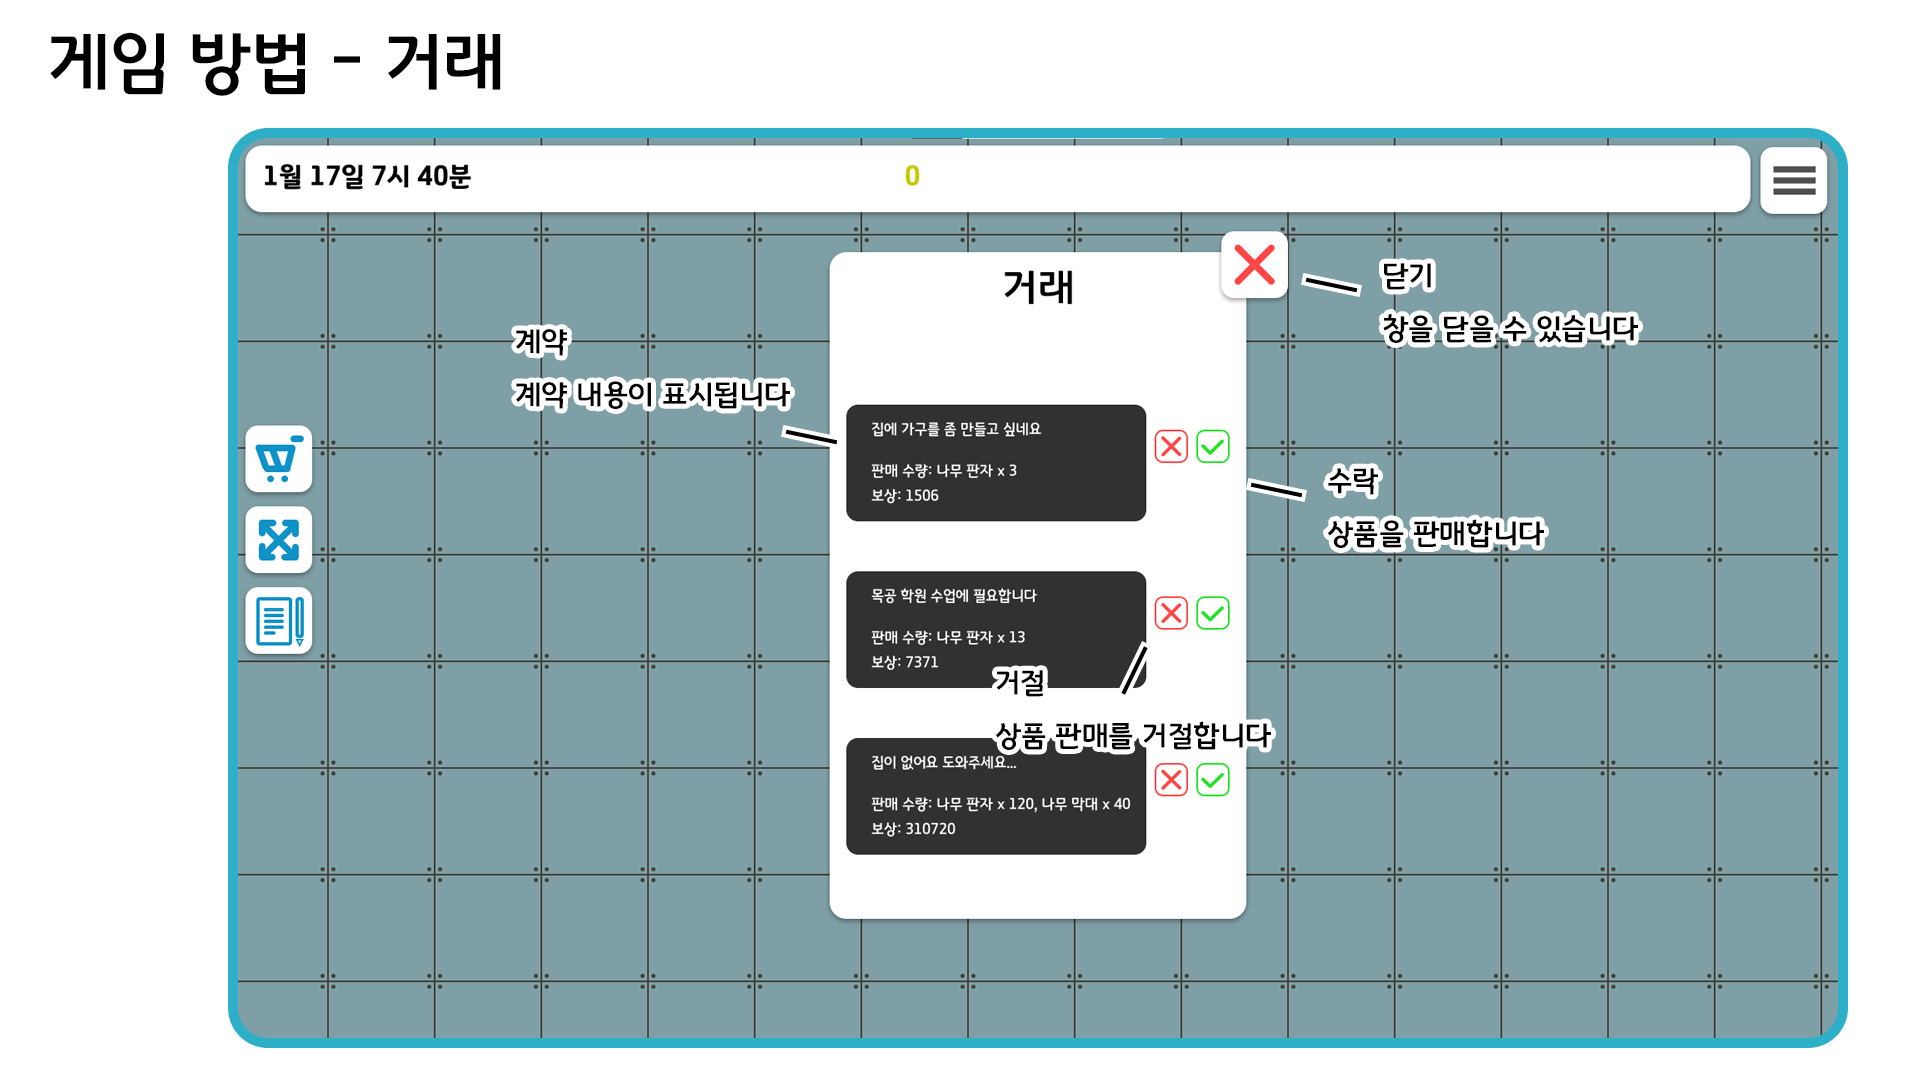 게임 방법 - 거래
1월 17일 7시 40분
0
거래
닫기
창을 닫을 수 있습니다
계약
계약 내용이 표시됩니다
집에 가구를 좀 만들고 싶네요
판매 수량: 나무 판자 x 3
보상: 1506
수락
상품을 판매합니다
목공 학원 수업에 필요합니다
판매 수량: 나무 판자 x 13
보상: 7371
거절
상품 판매를 거절합니다
집이 없어요 도와주세요...
판매 수량: 나무 판자 x 120, 나무 막대 x 40
보상: 310720